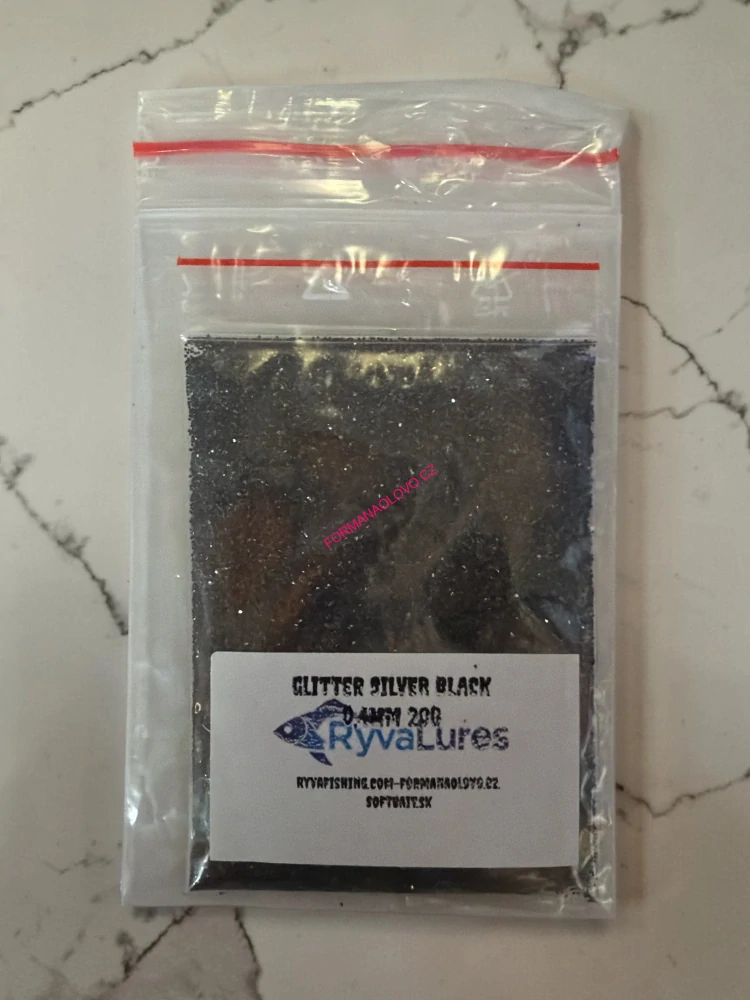 FORMANAOLOVO.CZ
GLITTER SILVER BLACK
0,4MM 20G
RyvaLures
RYVAFISHING.COM-FORMANAOLOVO.CZ,
SOFTBAIT.SK